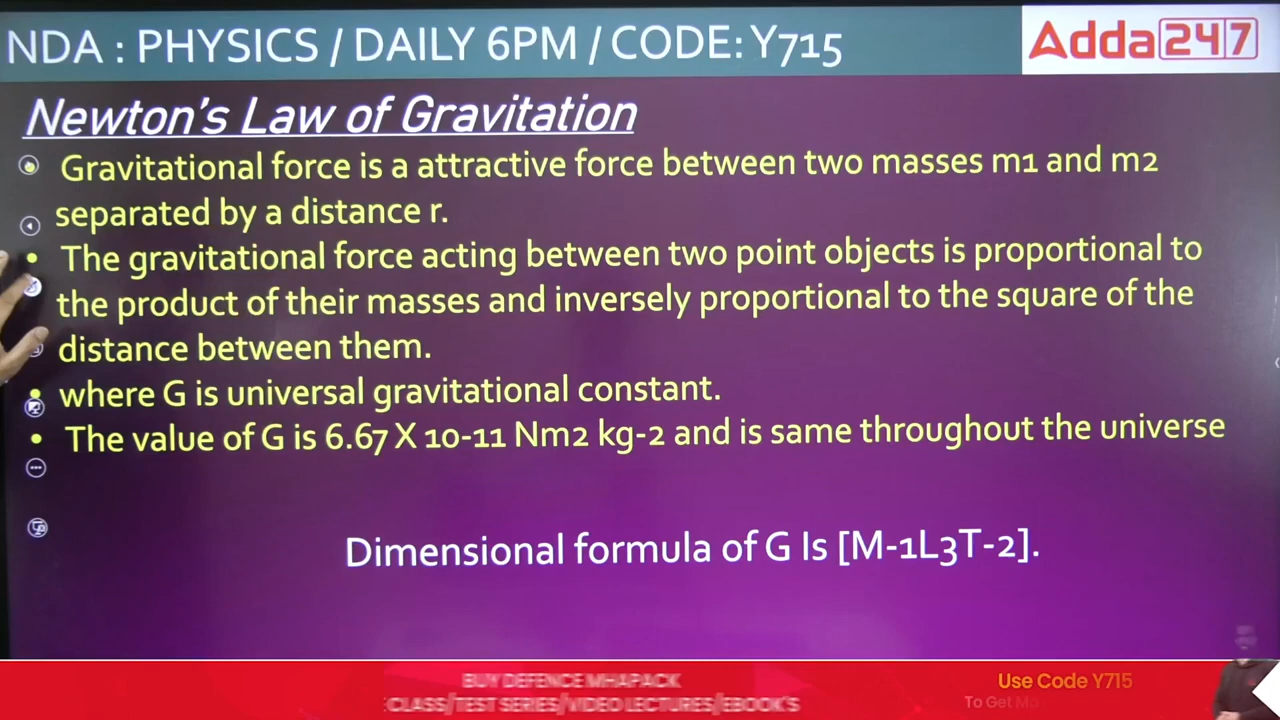 NDA : PHYSICS / DAILY 6PM / CODE: Y715
Adda247
Newton's Law of Gravitation
Gravitational force is a attractive force between two masses m1 and m2
separated by a distance r.
• The gravitational force acting between two point objects is proportional to
the product of their masses and inversely proportional to the square of the
distance between them.
• where G is universal gravitational constant.
• The value of G is 6.67 X 10-11 Nm2 kg-2 and is same throughout the universe
Dimensional formula of G Is [M-1L3T-2].
BUY DEFENCE MHAPACK
:CLASS/TEST SERIES/VIDEO LECTURES/EBOOK'S
Use Code Y715
To Get